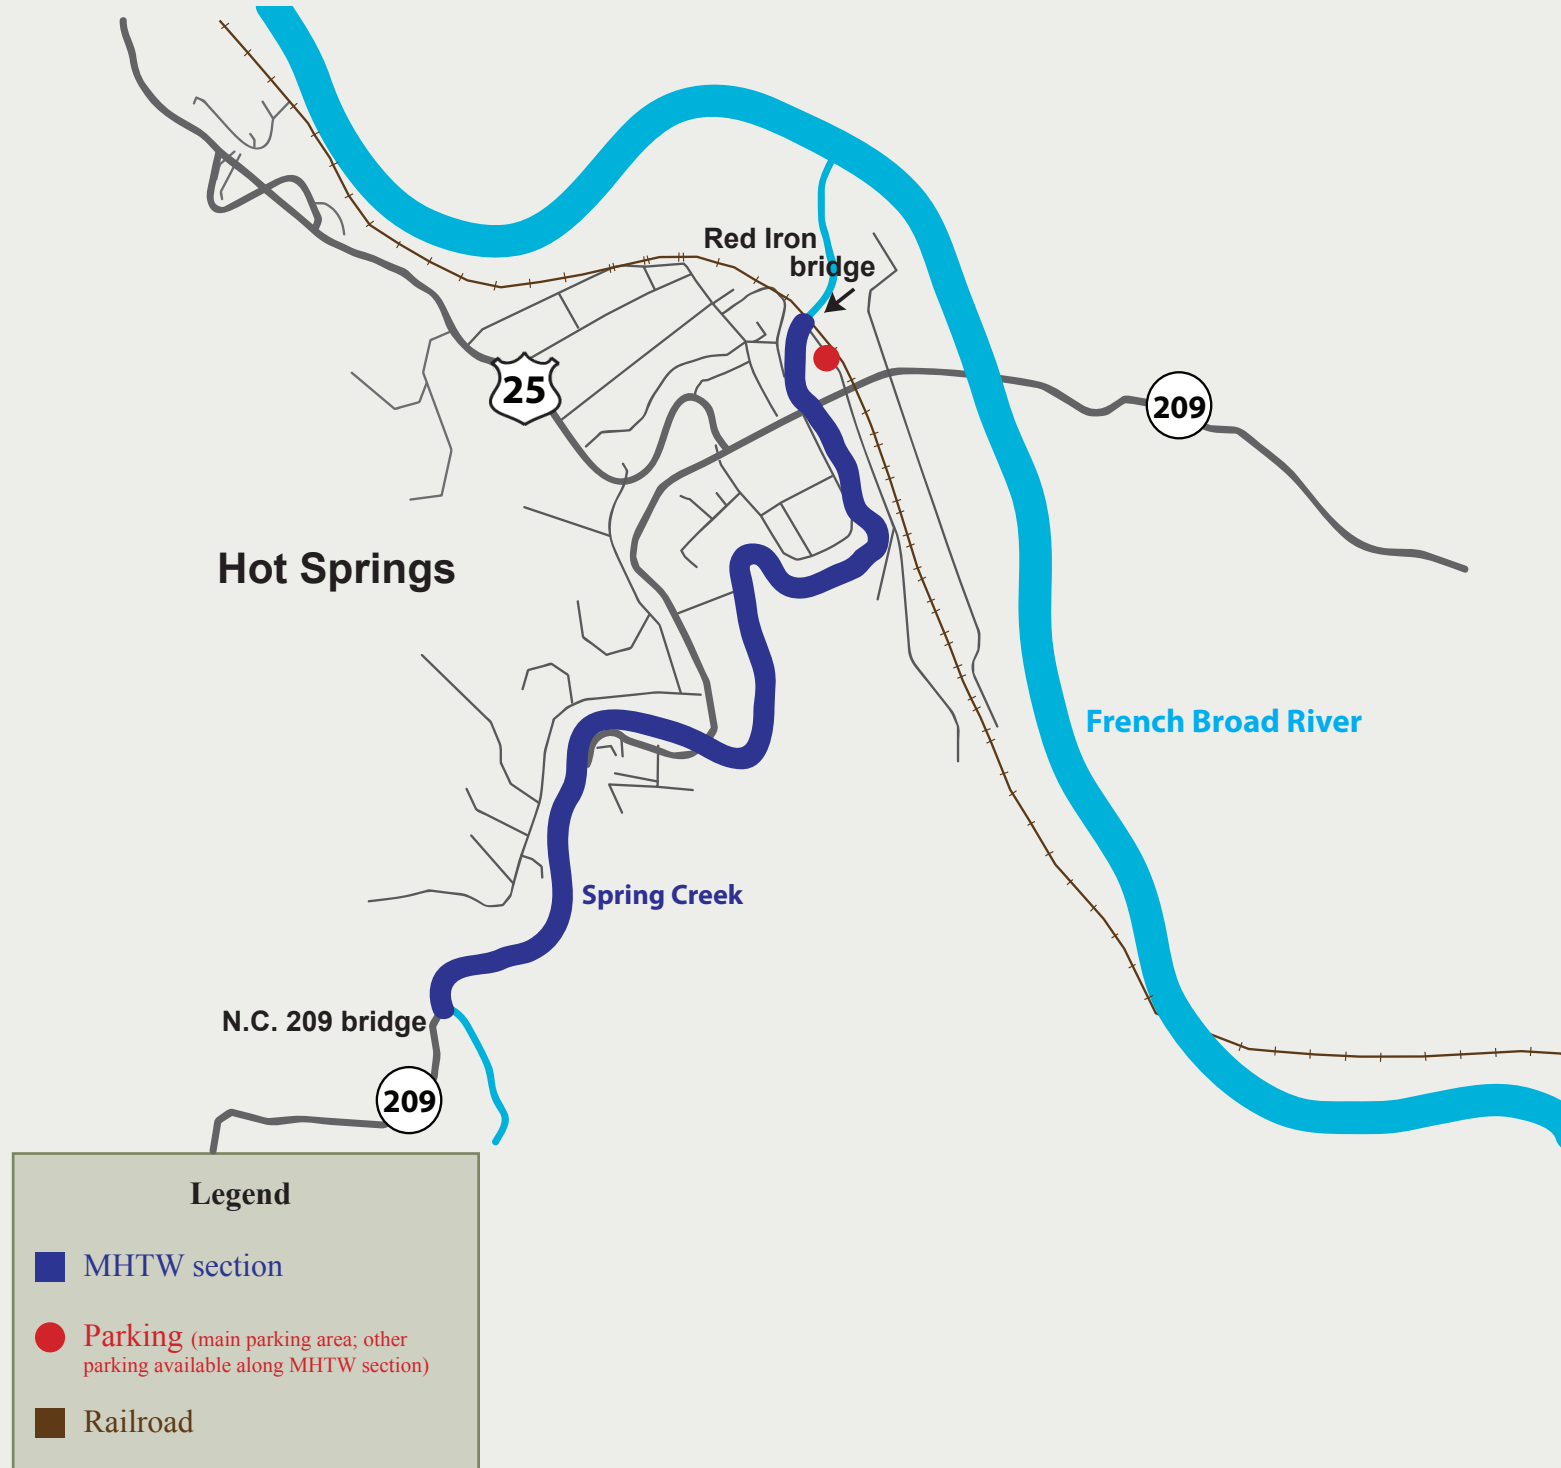 Red Iron
bridge
25
209
Hot Springs
French Broad River
Spring Creek
N.C. 209 bridge
209
Legend
MHTW section
Parking (main parking area; other
parking available along MHTW section)
Railroad